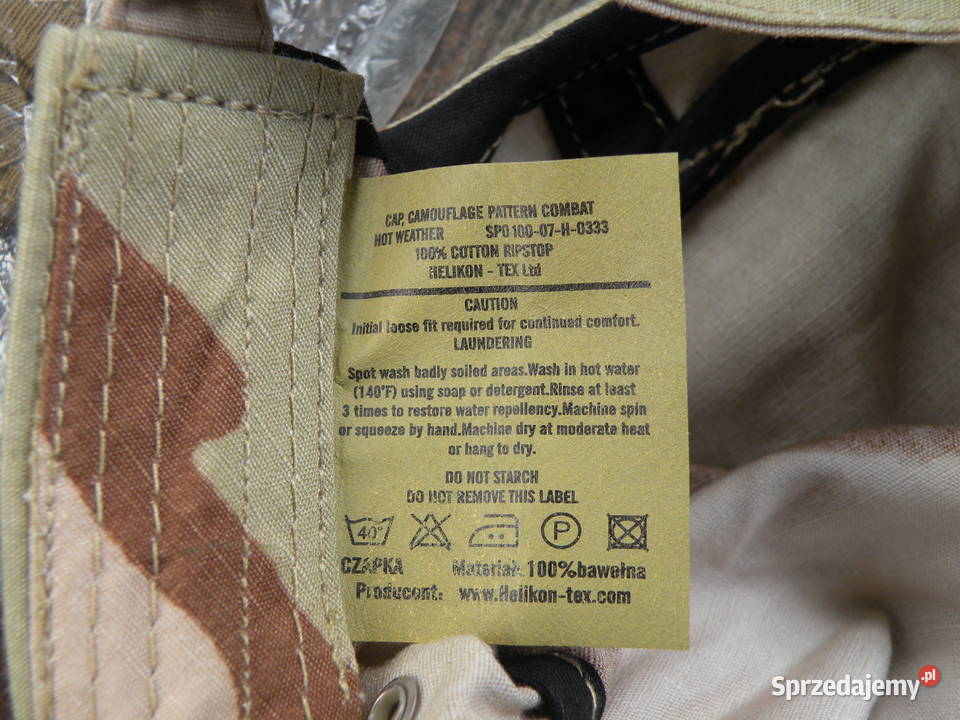 CAP, CAMOUFLAGE PATTERN COMBAT
HOT WEATHER SPO 100-07-H-0333
100% COTTON RIPSTOP
HELIKON - TEX Ltd
CAUTION
Initial loose fit required for continued comfort.
LAUNDERING
Spot wash badly soiled areas.Wash in hot water
(140°F) using soap or detergent.Rinse at least
3 times to restore water repellency.Machine spin
or squeeze by hand.Machine dry at moderate heat
or hang to dry.
DO NOT STARCH
DO NOT REMOVE THIS LABEL
40° P
CZAPKA Materiał: 100%bawełna
Producent: www.Helikon-tex.com
Sprzedajemy.pl